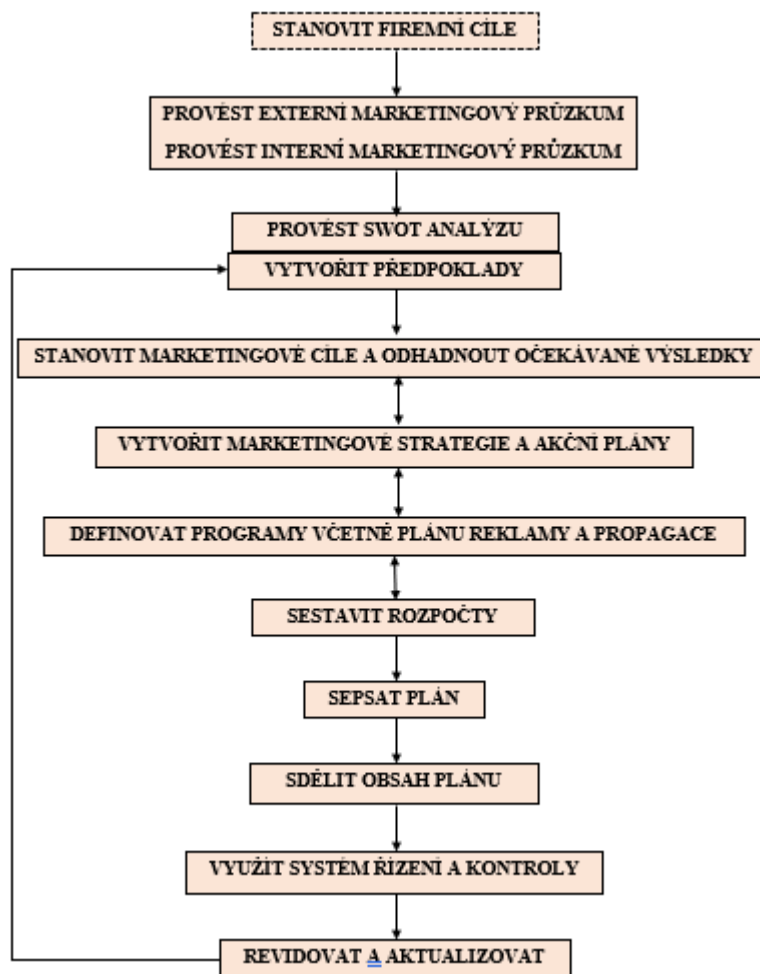 STANOVIT FIREMNÍ CÍLE
PROVÉST EXTERNÍ MARKETINGOVÝ PRŮZKUM
PROVÉST INTERNÍ MARKETINGOVÝ PRŮZKUM
PROVÉST SWOT ANALÝZU
VYTVOŘIT PŘEDPOKLADY
STANOVIT MARKETINGOVÉ CÍLE A ODHADNOUT OČEKÁVANÉ VÝSLEDKY
VYTVOŘIT MARKETINGOVÉ STRATEGIE A AKČNÍ PLÁNY
DEFINOVAT PROGRAMY VČETNĚ PLÁNU REKLAMY A PROPAGACE
SESTAVIT ROZPOČTY
SEPSAT PLÁN
SDĚLIT OBSAH PLÁNU
VYUŽÍT SYSTÉM ŘÍZENÍ A KONTROLY
REVIDOVAT A AKTUALIZOVAT